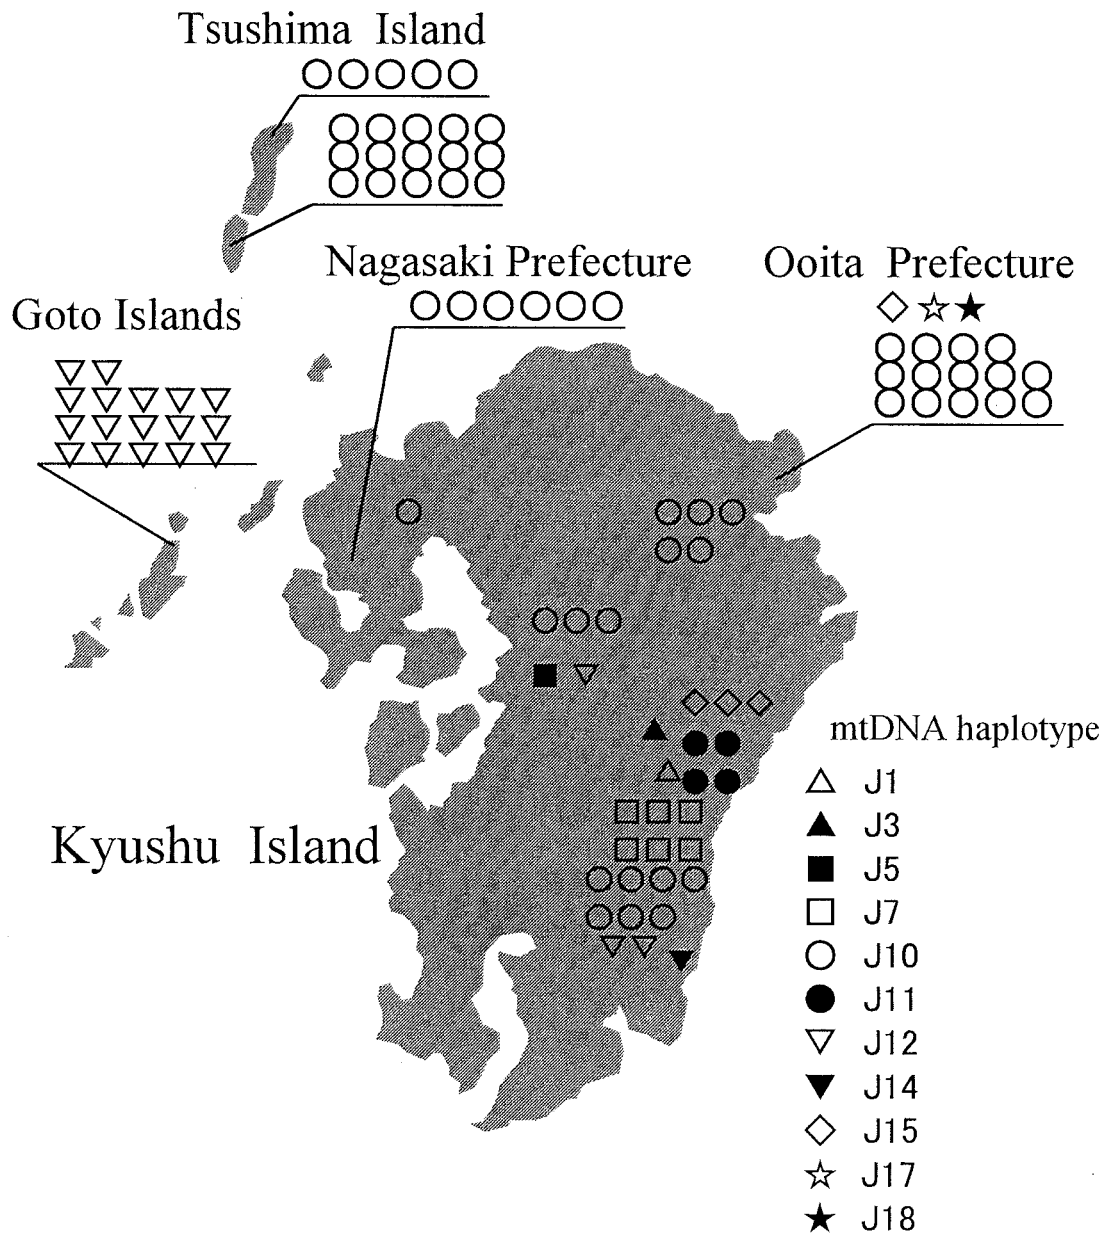 Tsushima Island
Nagasaki Prefecture
Ooita Prefecture
Goto Islands
mtDNA haplotype
J1
J3
Kyushu Island
J5
J7
J10
J11
J12
J14
J15
J17
J18